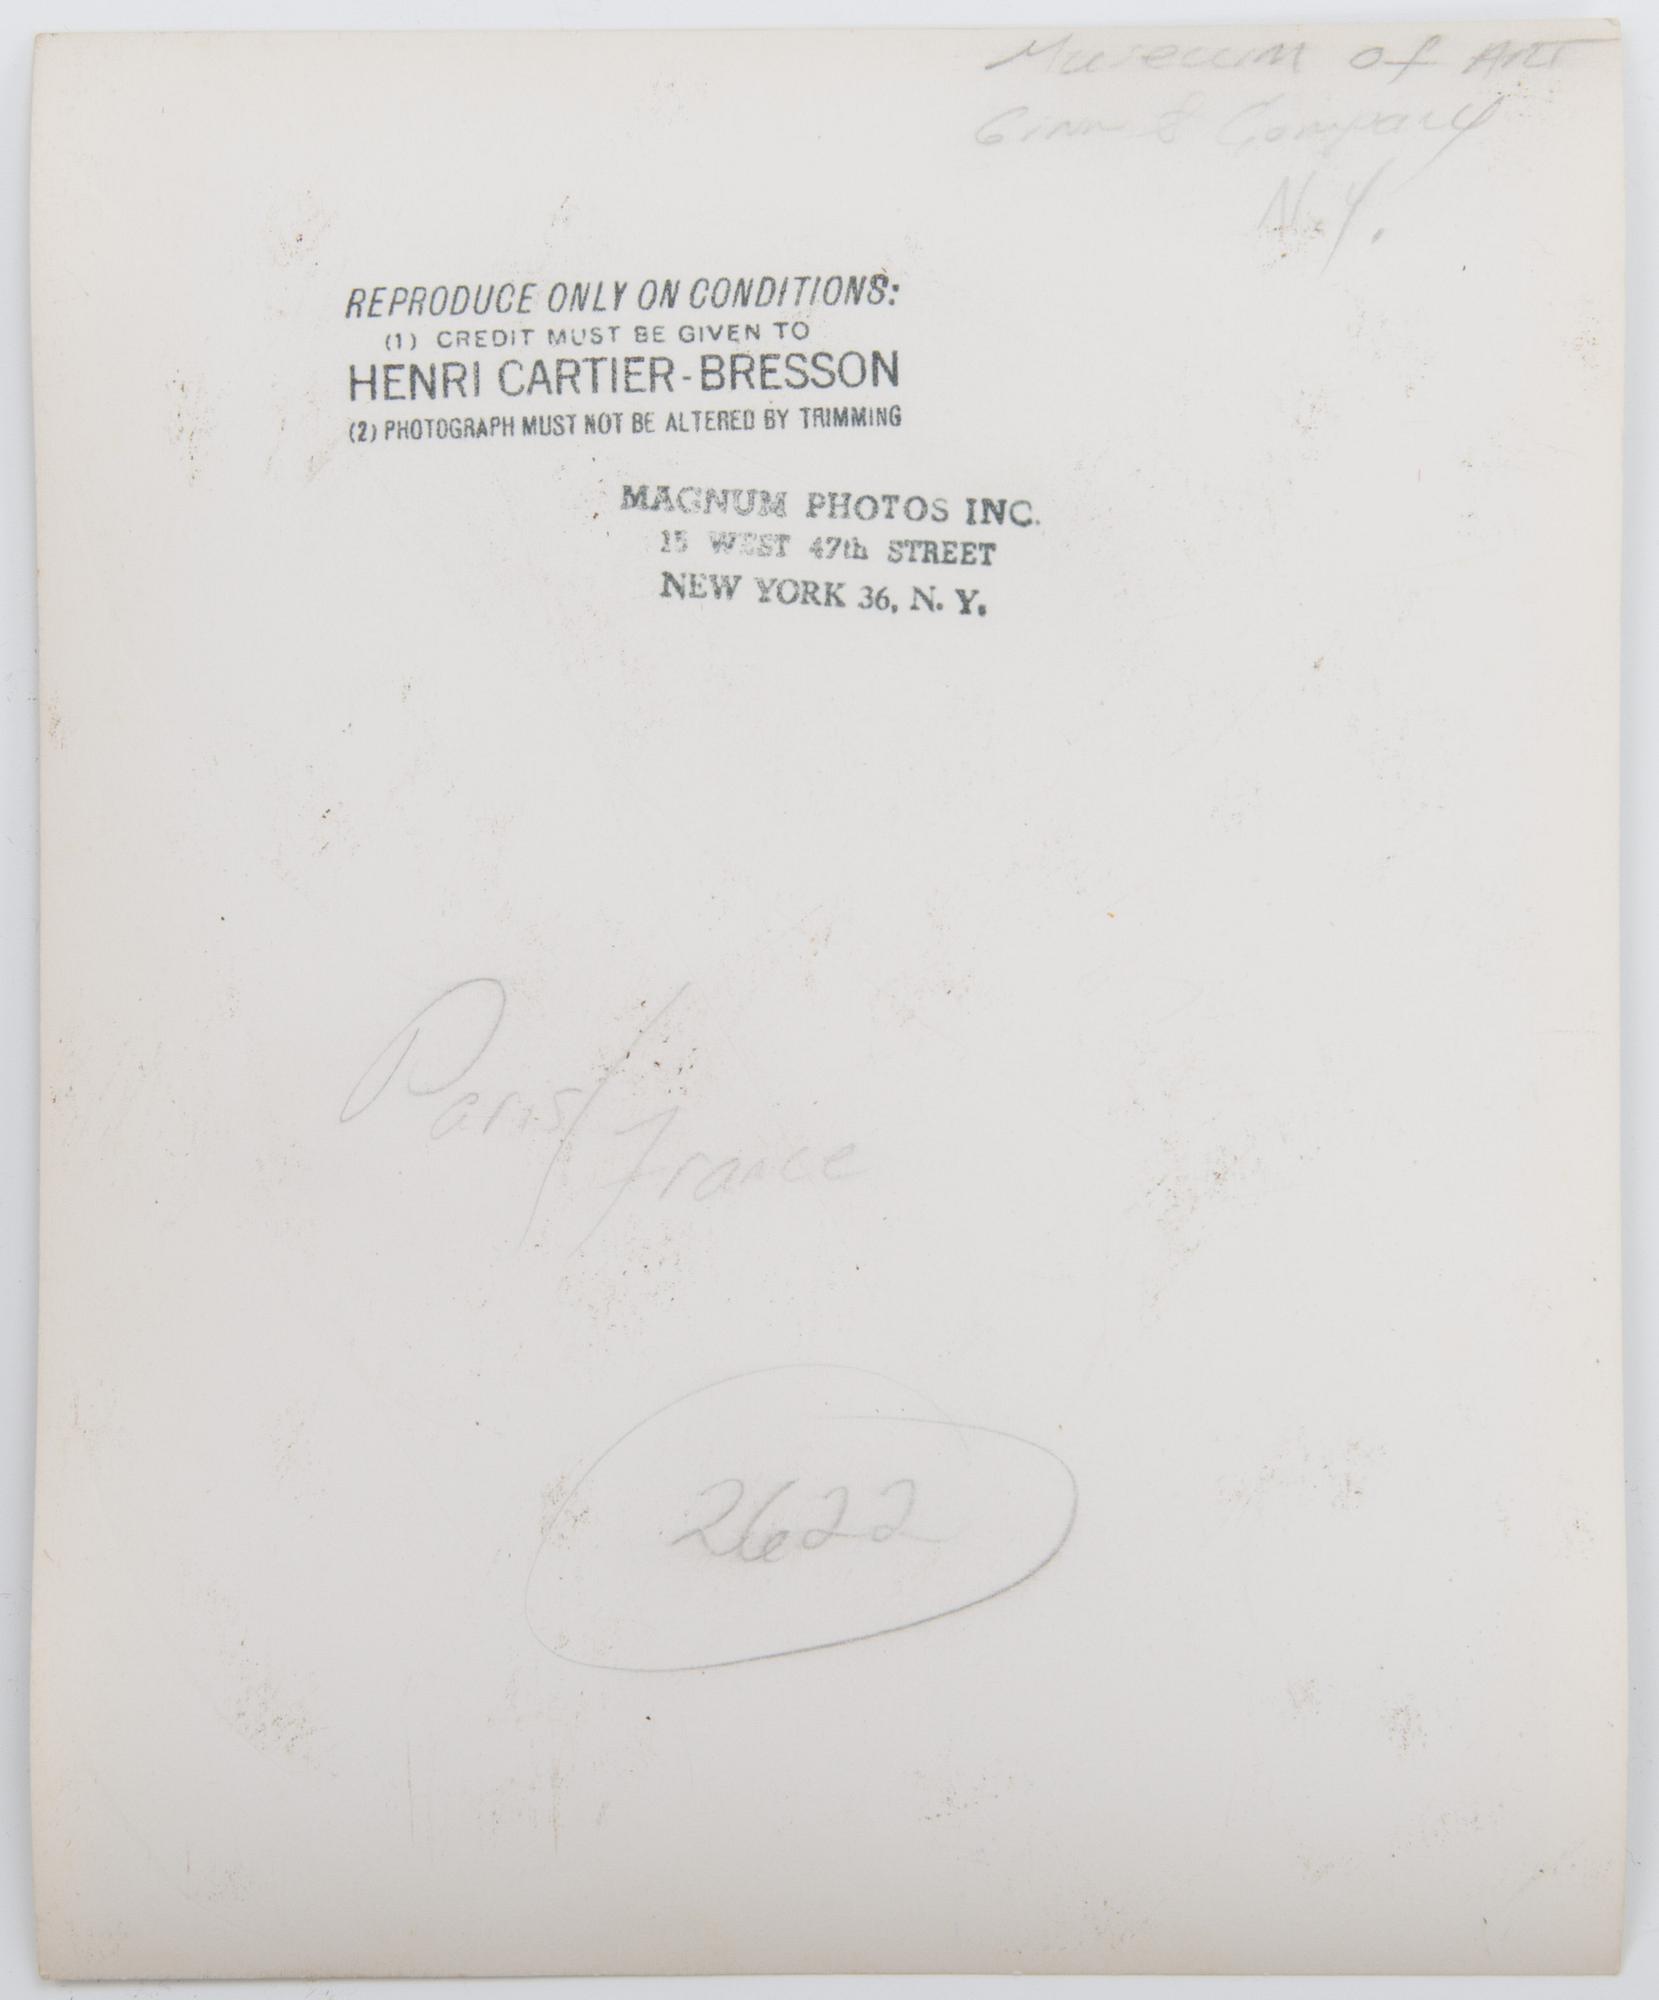 Museum of Art
Ginn & Company
N.Y.
REPRODUCE ONLY ON CONDITIONS:
(1) CREDIT MUST BE GIVEN TO
HENRI CARTIER-BRESSON
(2) PHOTOGRAPH MUST NOT BE ALTERED BY TRIMMING
MAGNUM PHOTOS INC.
15 WEST 47th STREET
NEW YORK 36, N. Y.
Paris/
France
2622